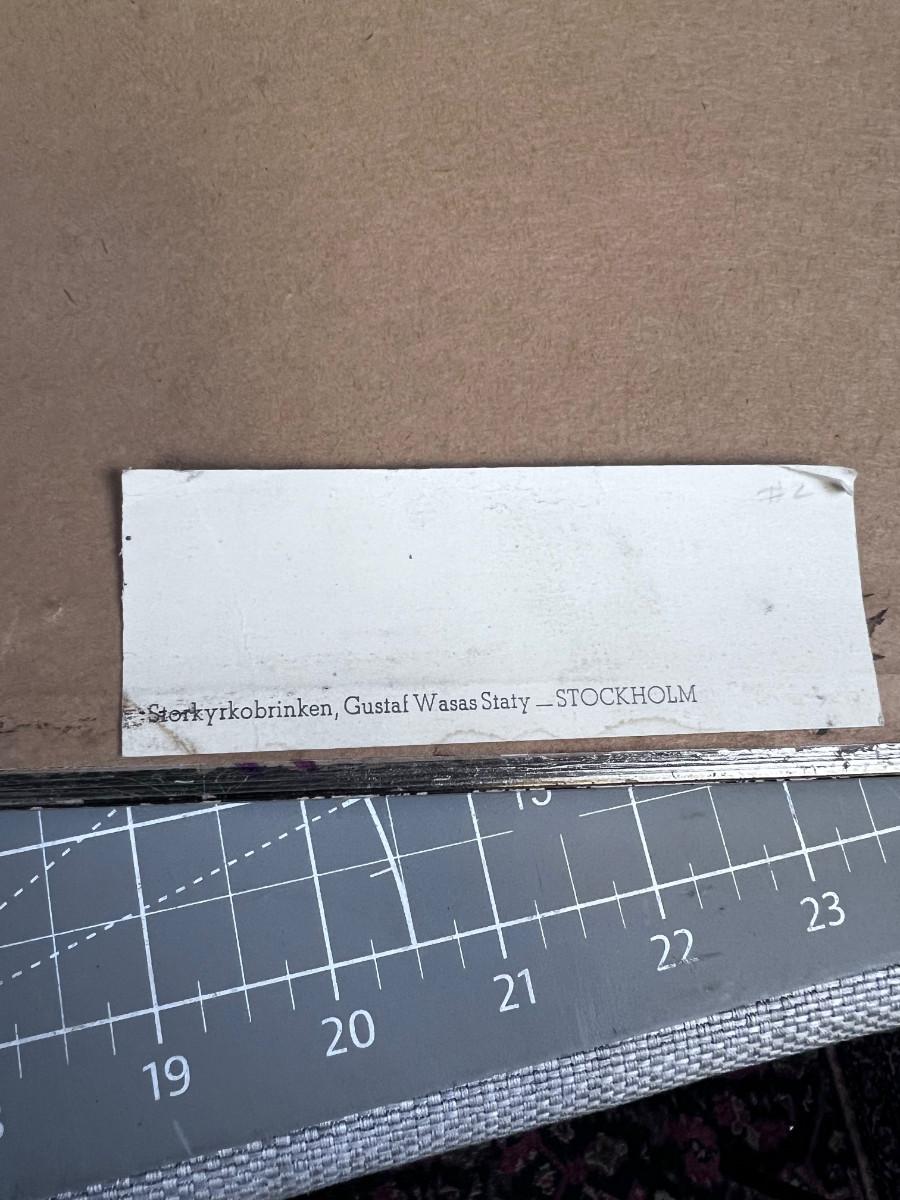 #2
Storkyrkobrinken, Gustaf Wasas Staty — STOCKHOLM
19 20 21 22 23